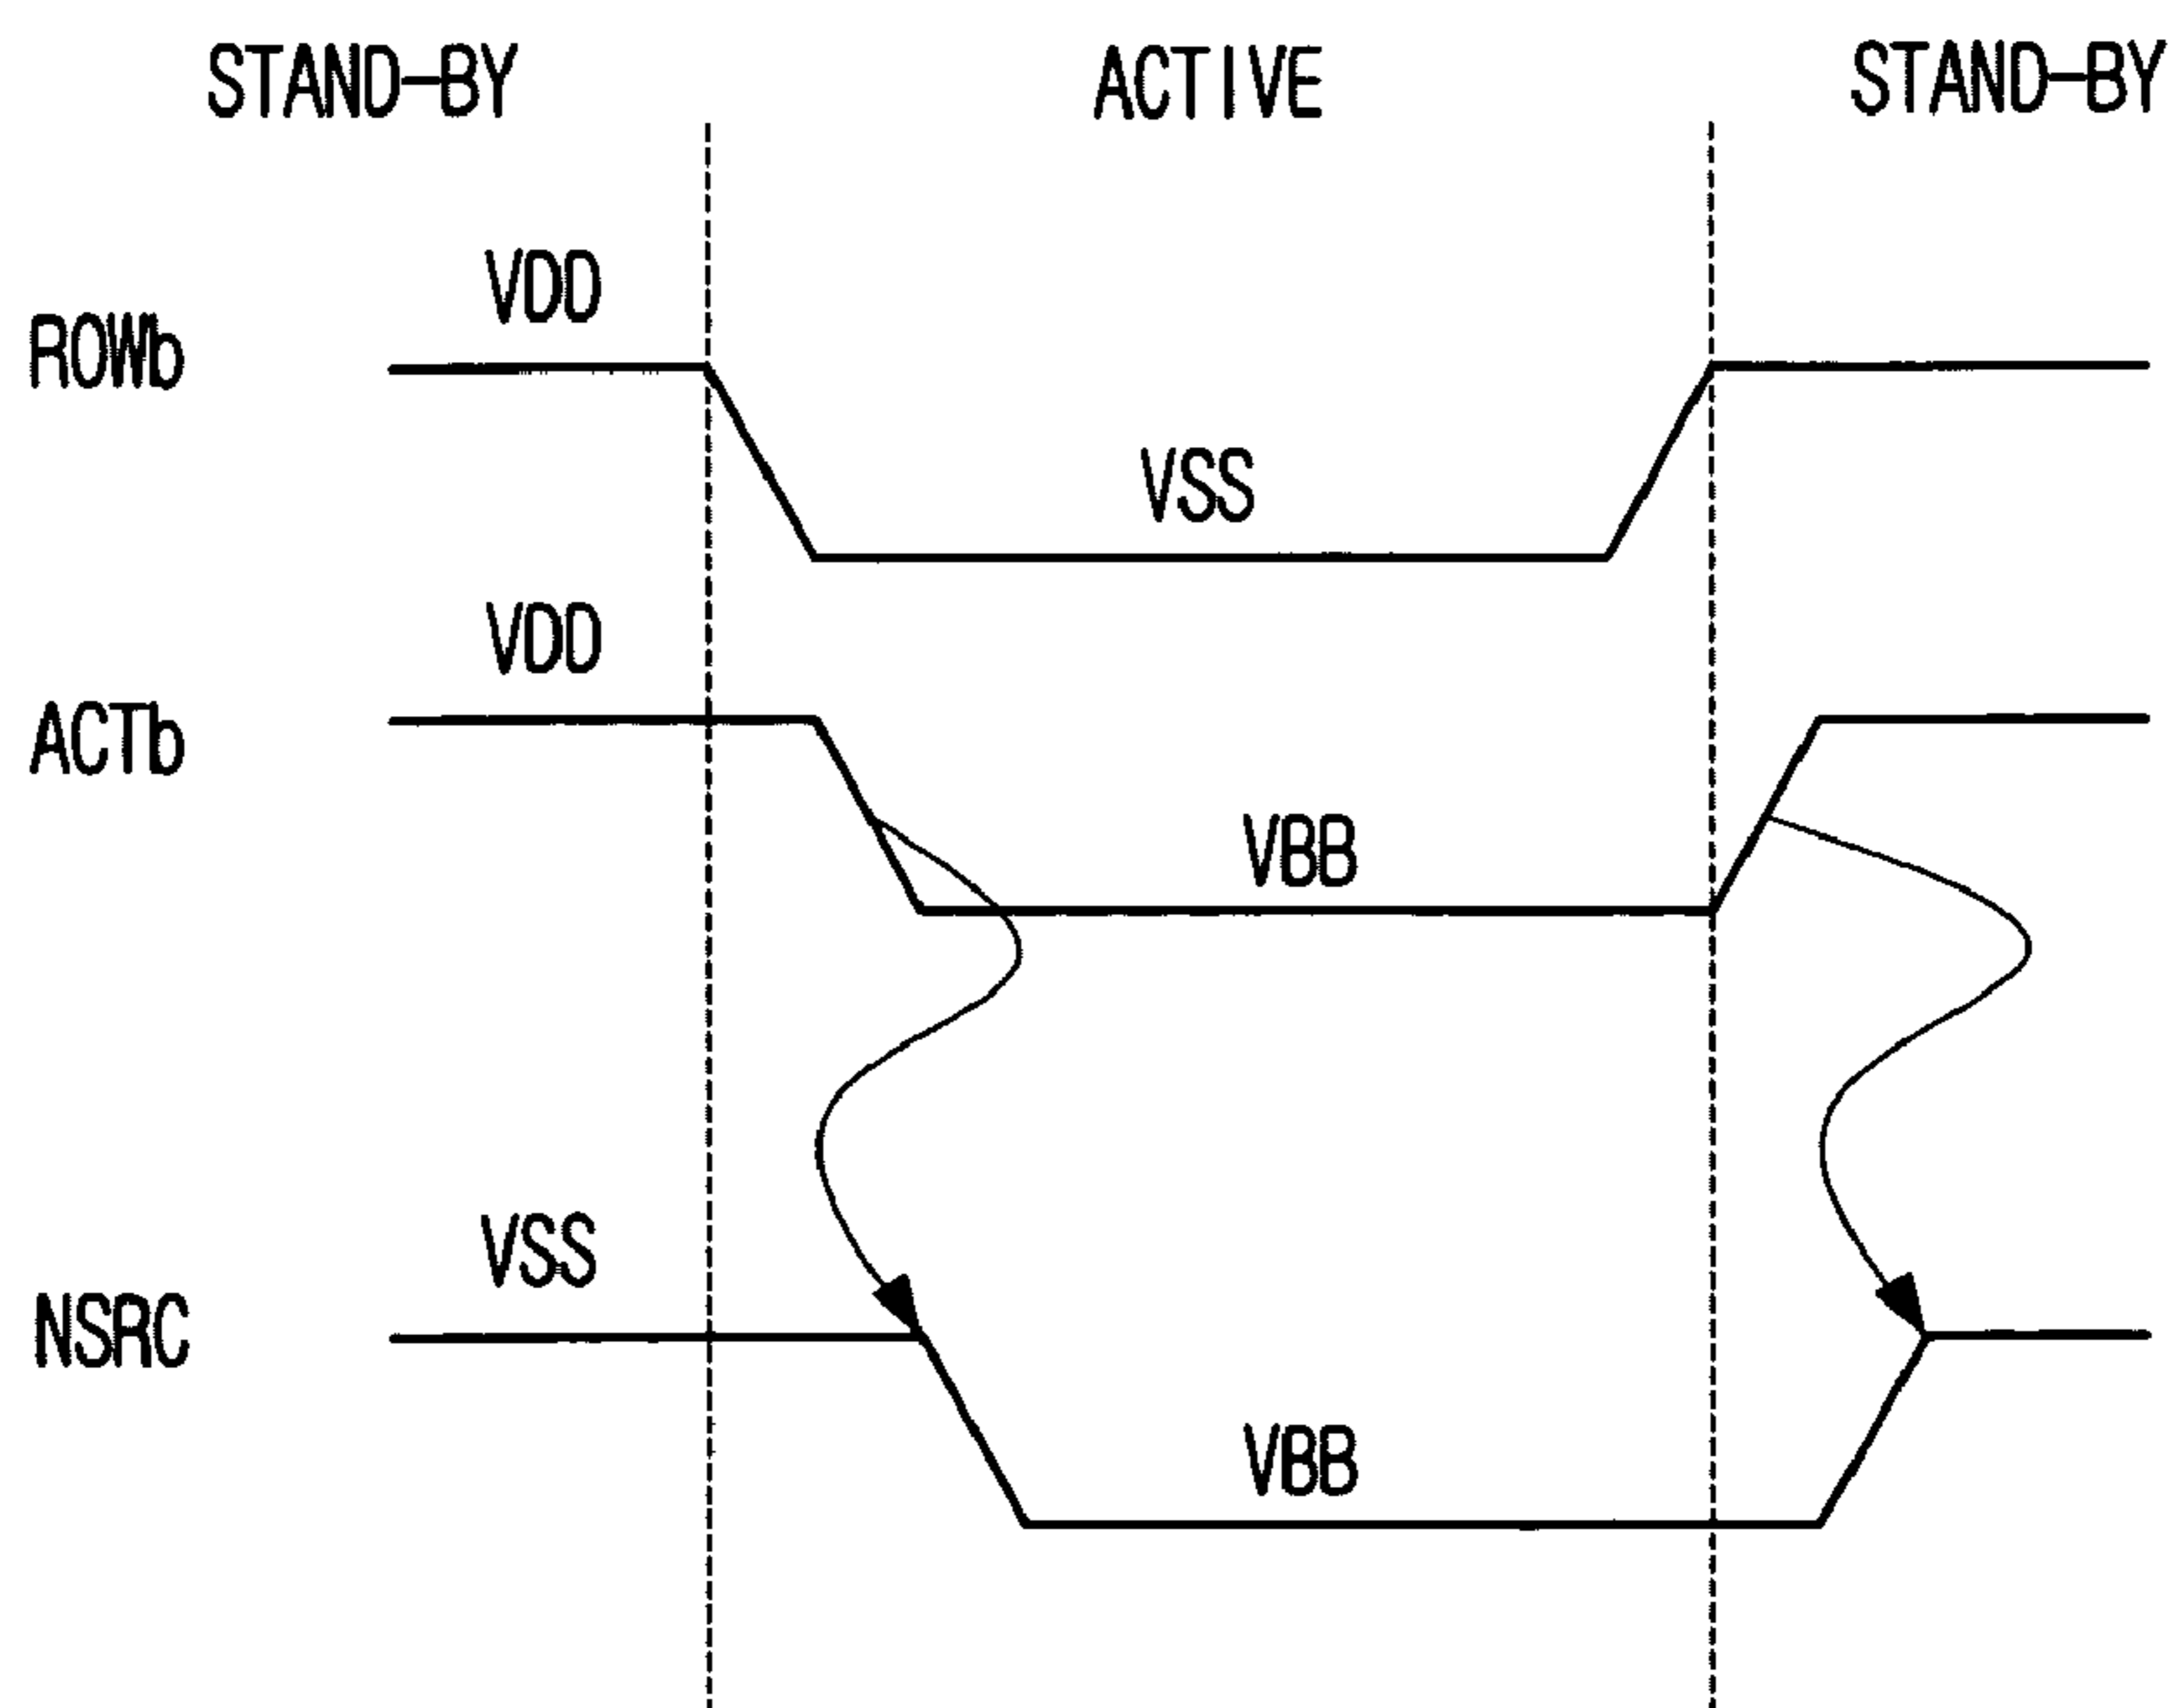 STAND-BY ACTIVE STAND-BY
VDD
ROWb
VSS
VDD
ACTb
VBB
VSS
NSRC
VBB